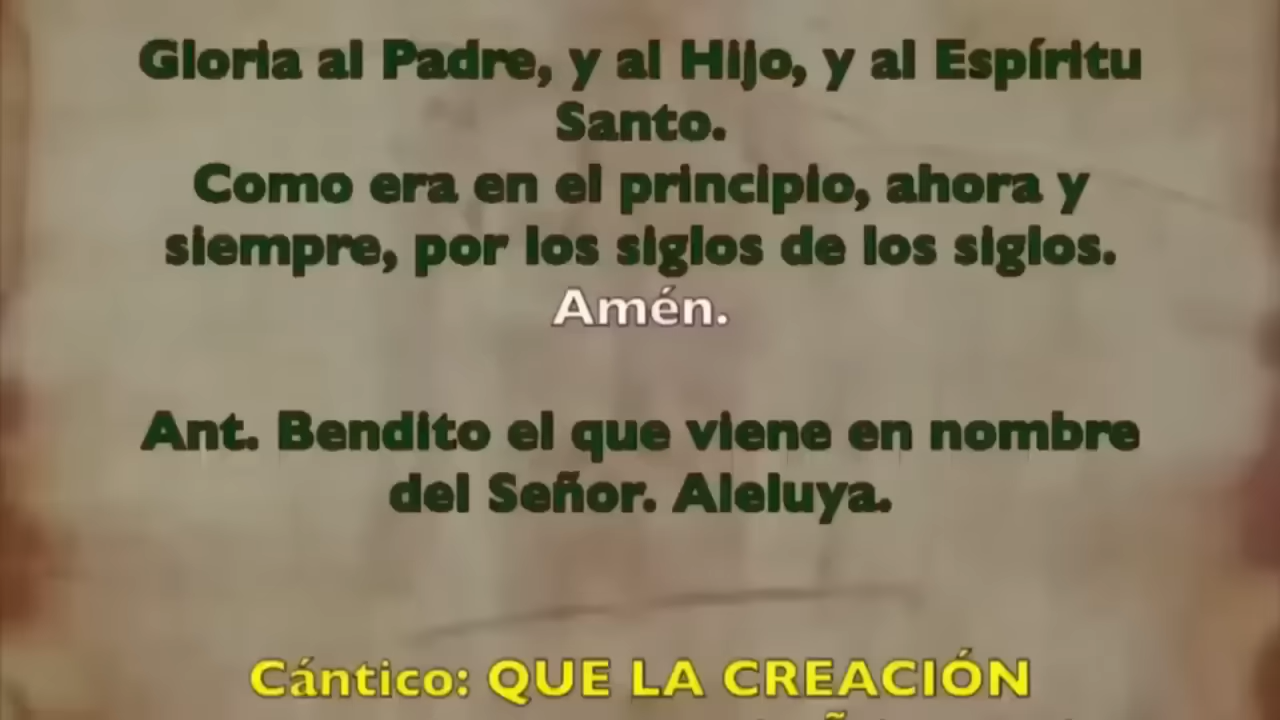 Gloria al Padre, y al Hijo, y al Espíritu
Santo.
Como era en el principio, ahora y
siempre, por los siglos de los siglos.
Amén.
Ant. Bendito el que viene en nombre
del Señor. Aleluya.
Cántico: QUE LA CREACIÓN